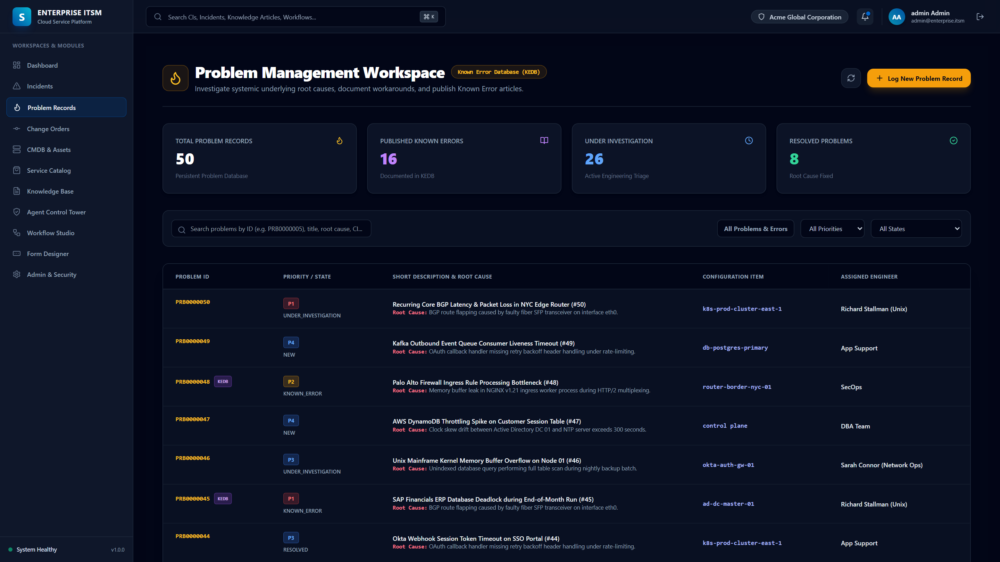 S
ENTERPRISE ITSM
Cloud Service Platform
Search CIs, Incidents, Knowledge Articles, Workflows...
⌘ K
Acme Global Corporation
AA
admin Admin
admin@enterprise.itsm
WORKSPACES & MODULES
Dashboard
Incidents
Problem Records
Change Orders
CMDB & Assets
Service Catalog
Knowledge Base
Agent Control Tower
Workflow Studio
Form Designer
Admin & Security
System Healthy
v1.0.0
Problem Management Workspace
Known Error Database (KEDB)
Investigate systemic underlying root causes, document workarounds, and publish Known Error articles.
Log New Problem Record
TOTAL PROBLEM RECORDS
50
Persistent Problem Database
PUBLISHED KNOWN ERRORS
16
Documented in KEDB
UNDER INVESTIGATION
26
Active Engineering Triage
RESOLVED PROBLEMS
8
Root Cause Fixed
Search problems by ID (e.g. PRB0000005), title, root cause, CI...
All Problems & Errors
All Priorities
All States
PROBLEM ID
PRIORITY / STATE
SHORT DESCRIPTION & ROOT CAUSE
CONFIGURATION ITEM
ASSIGNED ENGINEER
PRB0000050
P1
UNDER_INVESTIGATION
Recurring Core BGP Latency & Packet Loss in NYC Edge Router (#50)
Root Cause: BGP route flapping caused by faulty fiber SFP transceiver on interface eth0.
k8s-prod-cluster-east-1
Richard Stallman (Unix)
PRB0000049
P4
NEW
Kafka Outbound Event Queue Consumer Liveness Timeout (#49)
Root Cause: OAuth callback handler missing retry backoff header handling under rate-limiting.
db-postgres-primary
App Support
PRB0000048
KEDB
P2
KNOWN_ERROR
Palo Alto Firewall Ingress Rule Processing Bottleneck (#48)
Root Cause: Memory buffer leak in NGINX v1.21 ingress worker process during HTTP/2 multiplexing.
router-border-nyc-01
SecOps
PRB0000047
P4
NEW
AWS DynamoDB Throttling Spike on Customer Session Table (#47)
Root Cause: Clock skew drift between Active Directory DC 01 and NTP server exceeds 300 seconds.
control plane
DBA Team
PRB0000046
P3
UNDER_INVESTIGATION
Unix Mainframe Kernel Memory Buffer Overflow on Node 01 (#46)
Root Cause: Unindexed database query performing full table scan during nightly backup batch.
okta-auth-gw-01
Sarah Connor (Network Ops)
PRB0000045
KEDB
P1
KNOWN_ERROR
SAP Financials ERP Database Deadlock during End-of-Month Run (#45)
Root Cause: BGP route flapping caused by faulty fiber SFP transceiver on interface eth0.
ad-dc-master-01
Richard Stallman (Unix)
PRB0000044
P3
RESOLVED
Okta Webhook Session Token Timeout on SSO Portal (#44)
Root Cause: OAuth callback handler missing retry backoff header handling under rate-limiting.
k8s-prod-cluster-east-1
App Support